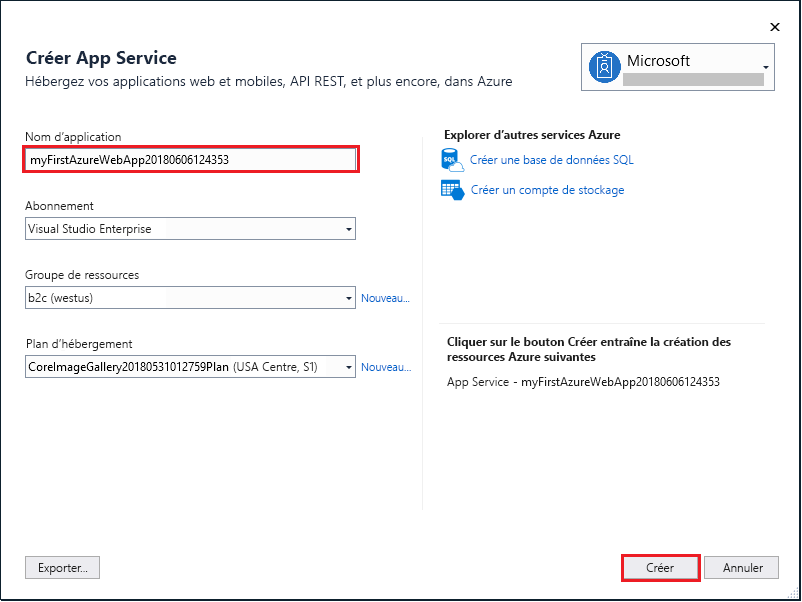 Créer App Service
Hébergez vos applications web et mobiles, API REST, et plus encore, dans Azure
Microsoft
Nom d'application
myFirstAzureWebApp20180606124353
Abonnement
Visual Studio Enterprise
Groupe de ressources
b2c (westus)
Nouveau...
Plan d'hébergement
CoreImageGallery20180531012759Plan (USA Centre, S1)
Nouveau...
Explorer d'autres services Azure
SQL
Créer une base de données SQL
Créer un compte de stockage
Cliquer sur le bouton Créer entraîne la création des
ressources Azure suivantes
App Service - myFirstAzureWebApp20180606124353
Exporter...
Créer
Annuler